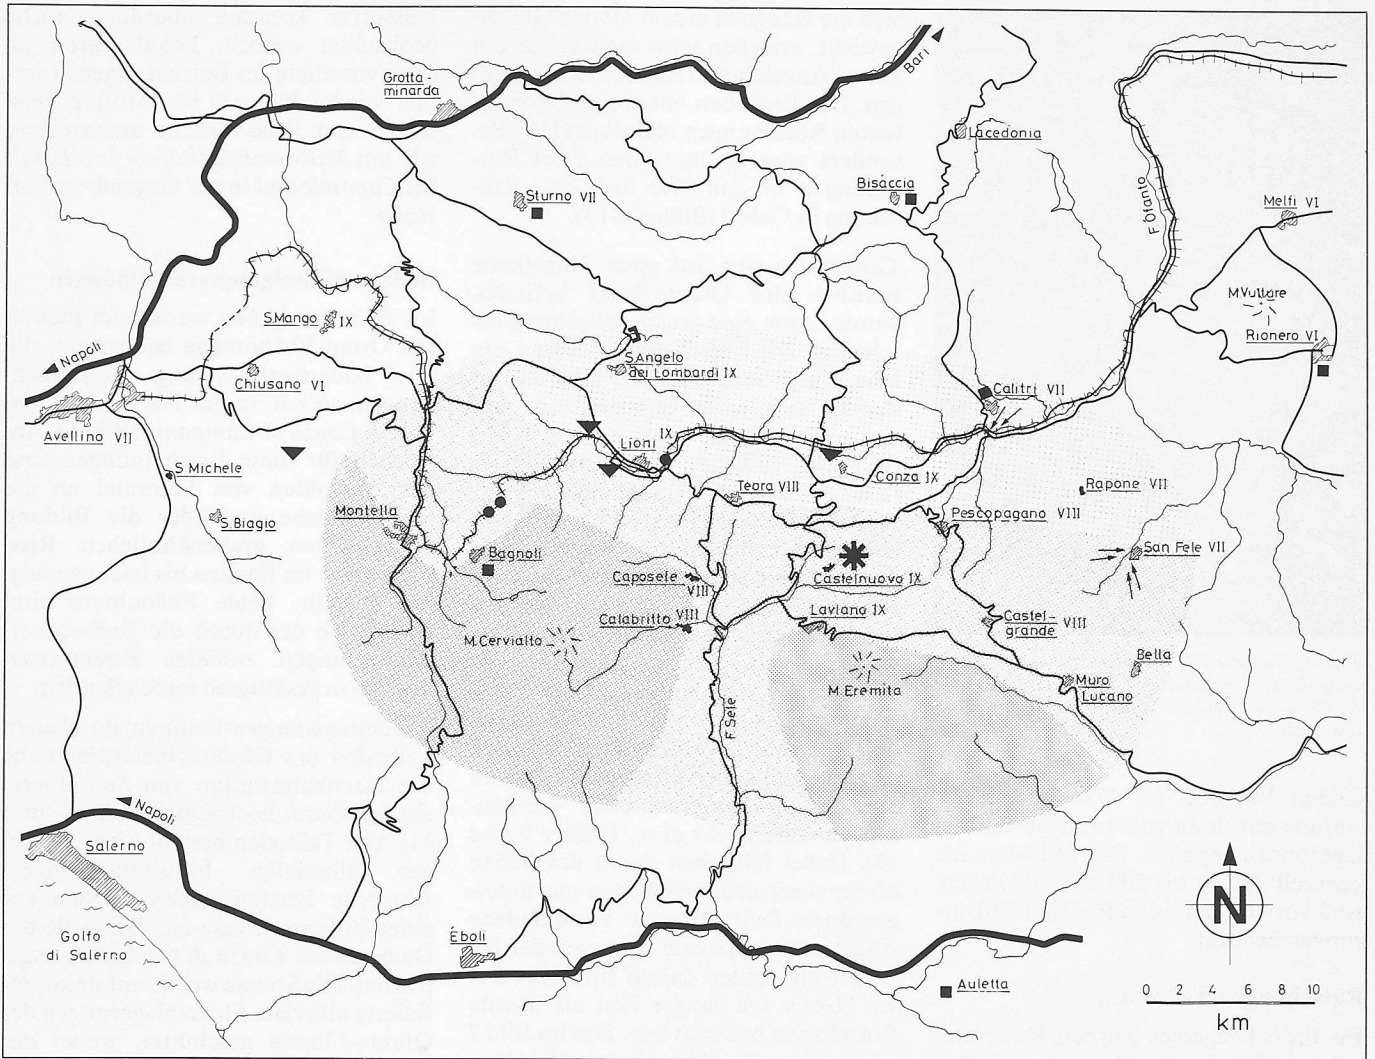 Bari
Grotta-
minarda
Lacedonia
F. Ofanto
Bisáccia
Sturno VII
Melfi VI
M Vulture
S. Mango IX
Rionero VI
Napoli
S. Angelo
dei Lombardi IX
Chiusano VI
Calitri VII
Avellino VII
Lioni IX
S Michele
Conza IX
Teora VIII
Rapone VII
Montella
S. Biagio
Pescopagano VIII
Bagnoli
San Fele VII
Caposele
VIII
Castelnuovo IX
Calabritto VIII
Laviano IX
Castel-
grande VIII
M. Cervialto
Bella
M. Eremita
Muro
Lucano
F. Sele
Napoli
Salerno
N
Golfo
di Salerno
Éboli
Auletta
0 2 4 6 8 10
km